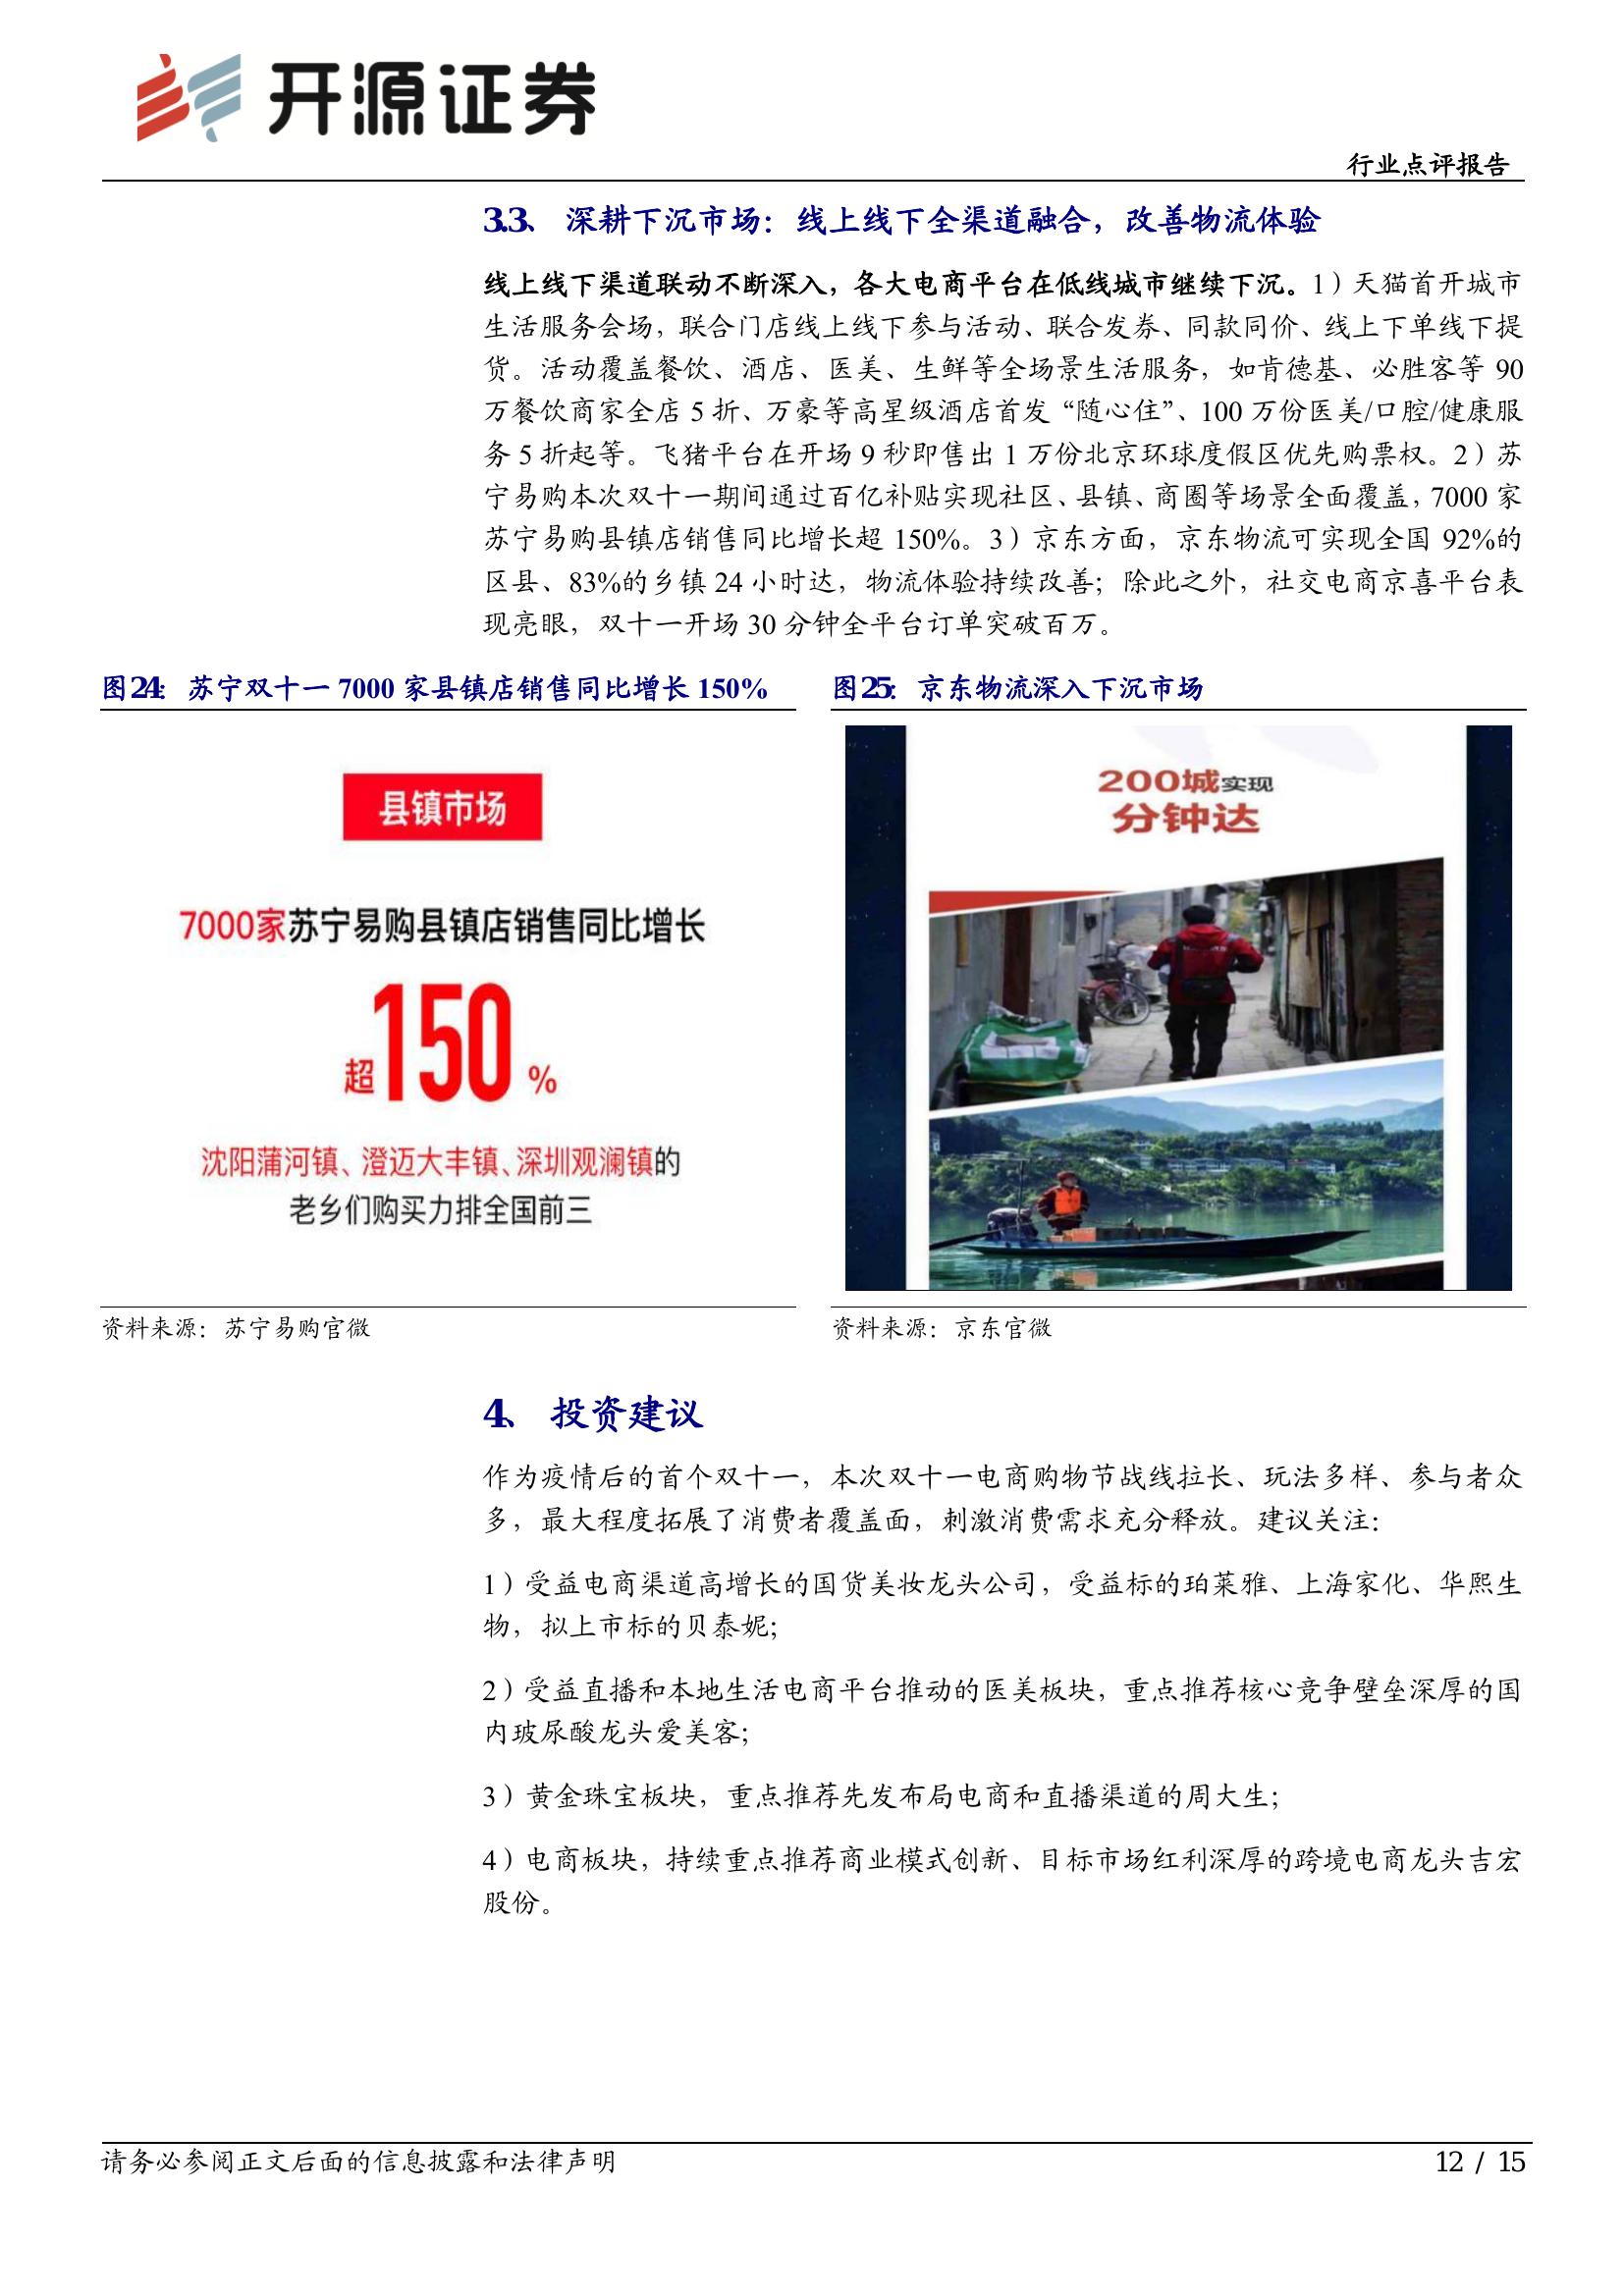 开源证券
行业点评报告
3.3、 深耕下沉市场：线上线下全渠道融合，改善物流体验
线上线下渠道联动不断深入，各大电商平台在低线城市继续下沉。1）天猫首开城市
生活服务会场，联合门店线上线下参与活动、联合发券、同款同价、线上下单线下提
货。活动覆盖餐饮、酒店、医美、生鲜等全场景生活服务，如肯德基、必胜客等 90
万餐饮商家全店 5 折、万豪等高星级酒店首发“随心住”、100 万份医美/口腔/健康服
务 5 折起等。飞猪平台在开场 9 秒即售出 1 万份北京环球度假区优先购票权。2）苏
宁易购本次双十一期间通过百亿补贴实现社区、县镇、商圈等场景全面覆盖，7000 家
苏宁易购县镇店销售同比增长超 150%。3）京东方面，京东物流可实现全国 92%的
区县、83%的乡镇 24 小时达，物流体验持续改善；除此之外，社交电商京喜平台表
现亮眼，双十一开场 30 分钟全平台订单突破百万。
图24： 苏宁双十一 7000 家县镇店销售同比增长 150%
县镇市场
7000家苏宁易购县镇店销售同比增长
超150%
沈阳蒲河镇、澄迈大丰镇、深圳观澜镇的
老乡们购买力排全国前三
资料来源：苏宁易购官微
图25： 京东物流深入下沉市场
200城实现
分钟达
资料来源：京东官微
4、 投资建议
作为疫情后的首个双十一，本次双十一电商购物节战线拉长、玩法多样、参与者众
多，最大程度拓展了消费者覆盖面，刺激消费需求充分释放。建议关注：
1）受益电商渠道高增长的国货美妆龙头公司，受益标的珀莱雅、上海家化、华熙生
物，拟上市标的贝泰妮；
2）受益直播和本地生活电商平台推动的医美板块，重点推荐核心竞争壁垒深厚的国
内玻尿酸龙头爱美客；
3）黄金珠宝板块，重点推荐先发布局电商和直播渠道的周大生；
4）电商板块，持续重点推荐商业模式创新、目标市场红利深厚的跨境电商龙头吉宏
股份。
请务必参阅正文后面的信息披露和法律声明
12 / 15